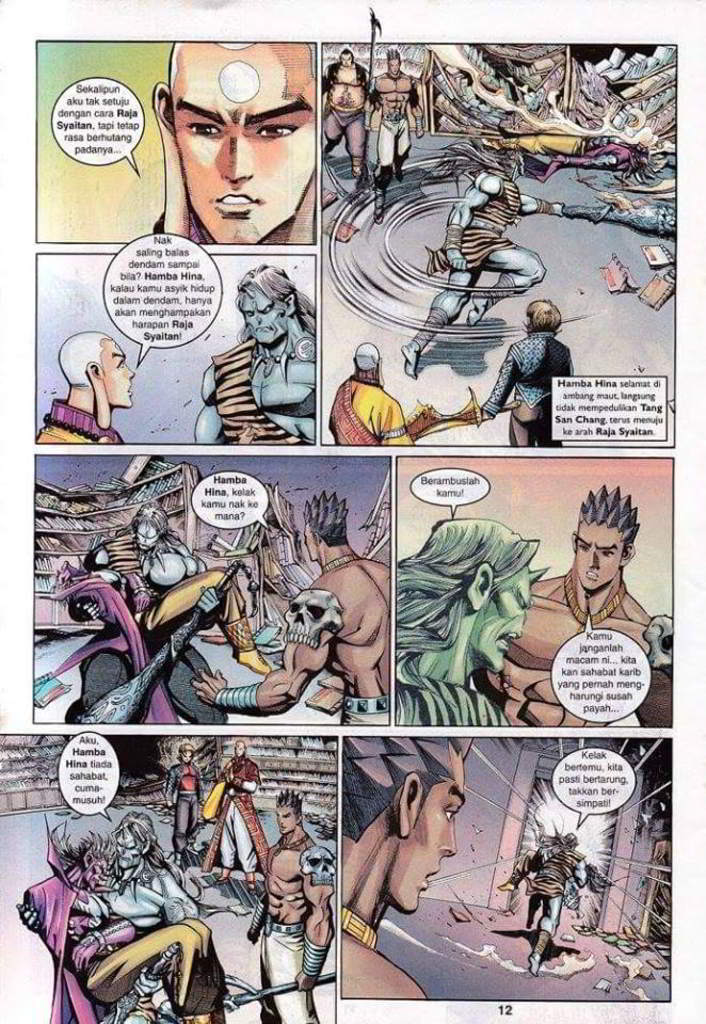 Sekalipun
aku tak setuju
dengan cara Raja
Syaitan, tapi tetap
rasa berhutang
padanya...
Nak
saling balas
dendam sampai
bila? Hamba Hina,
kalau kamu asyik hidup
dalam dendam, hanya
akan menghampakan
harapan Raja
Syaitan!
Hamba Hina selamat di
ambang maut, langsung
tidak mempedulikan Tang
San Chang, terus menuju
ke arah Raja Syaitan.
Hamba
Hina, kelak
kamu nak ke
mana?
Berambuslah
kamu!
Kamu
janganlah
macam ni... kita
kan sahabat karib
yang pernah meng-
harungi susah
payah...
Aku,
Hamba
Hina tiada
sahabat,
cuma-
musuh!
Kelak
bertemu, kita
pasti bertarung,
takkan ber-
simpati!
12